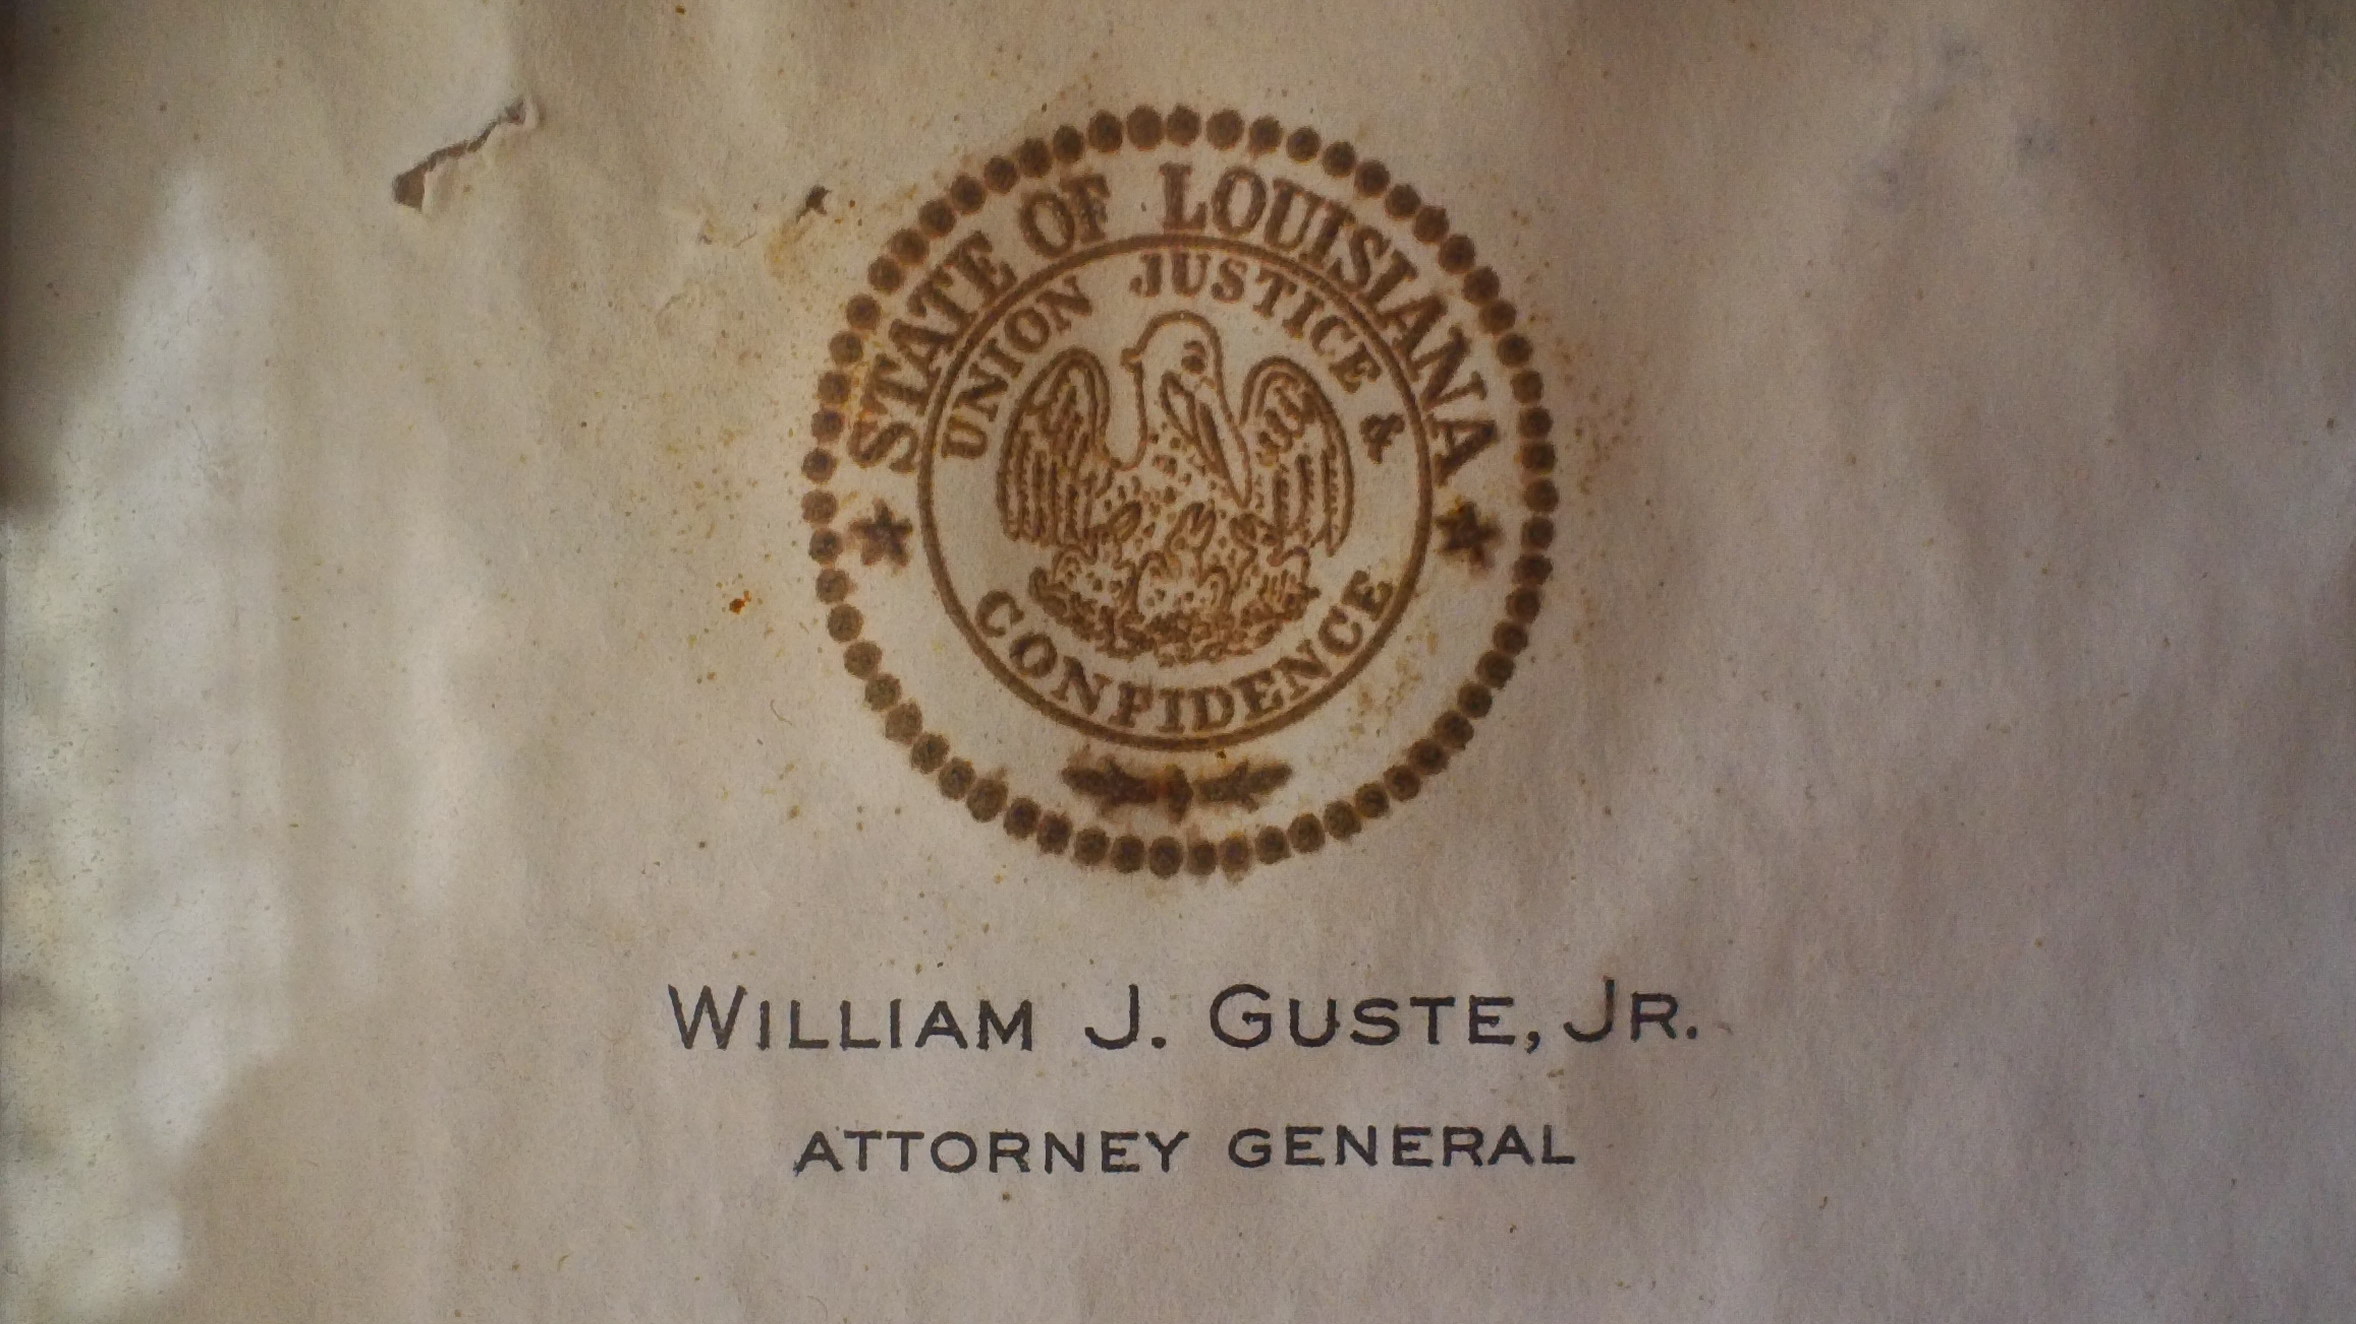 STATE OF LOUISIANA
UNION JUSTICE &
CONFIDENCE
WILLIAM J. GUSTE, JR.
ATTORNEY GENERAL